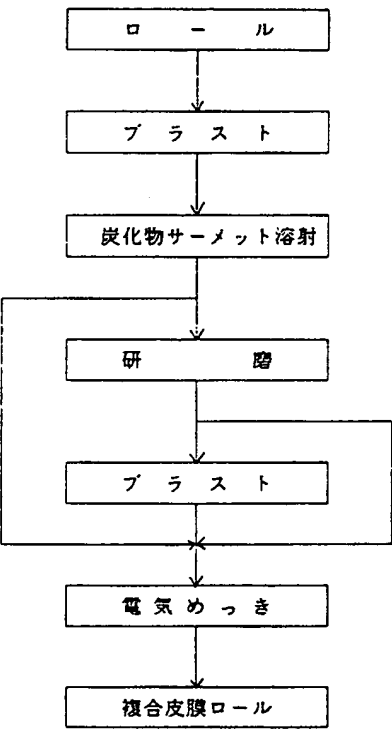 ロール
ブラスト
炭化物サーメット溶射
研磨
ブラスト
電気めっき
複合皮膜ロール